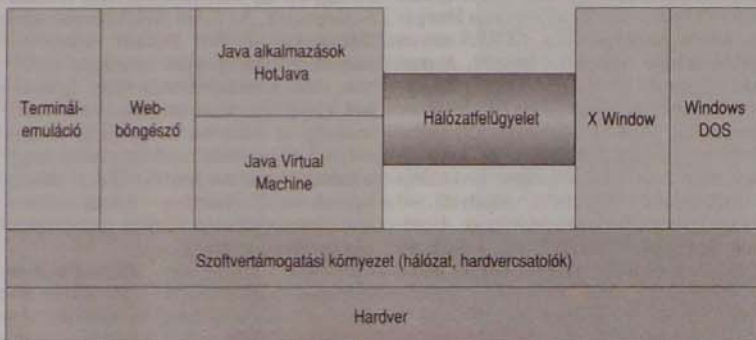 Terminál-
emuláció
Web-
böngésző
Java alkalmazások
HotJava
Java Virtual
Machine
Hálózatfelügyelet
X Window
Windows
DOS
Szoftvertámogatási környezet (hálózat, hardvercsatolók)
Hardver